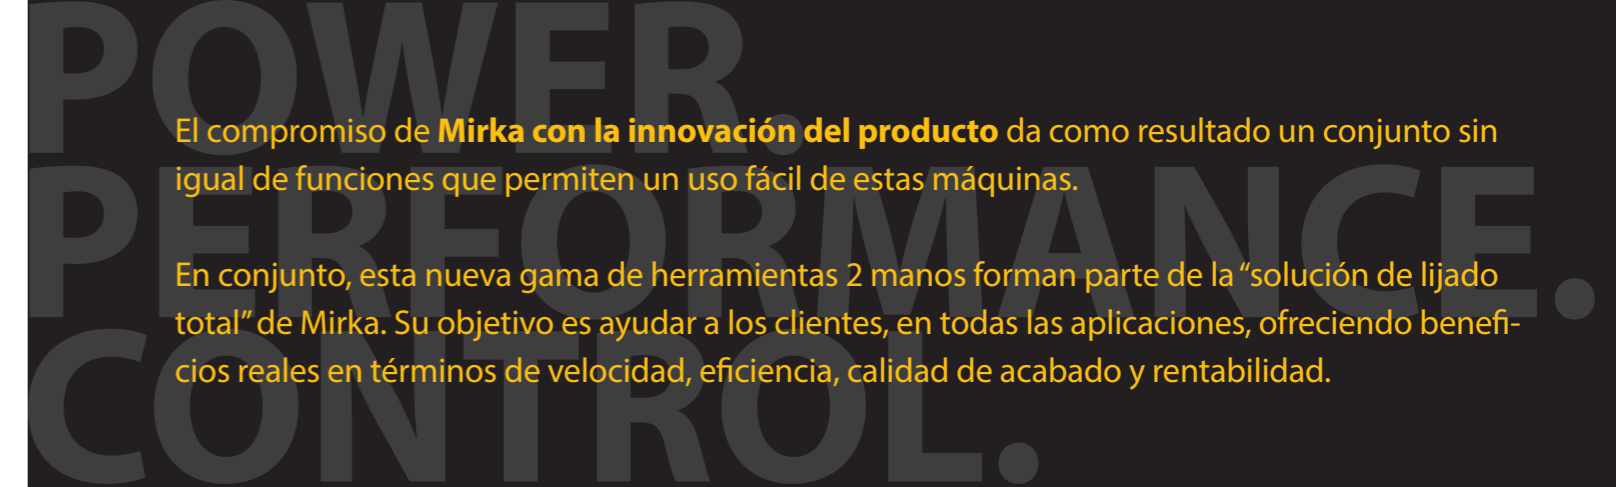 POWER.
El compromiso de Mirka con la innovación del producto da como resultado un conjunto sin
igual de funciones que permiten un uso fácil de estas máquinas.
PERFORMANCE.
En conjunto, esta nueva gama de herramientas 2 manos forman parte de la “solución de lijado
total” de Mirka. Su objetivo es ayudar a los clientes, en todas las aplicaciones, ofreciendo benefi-
cios reales en términos de velocidad, eficiencia, calidad de acabado y rentabilidad.
CONTROL.